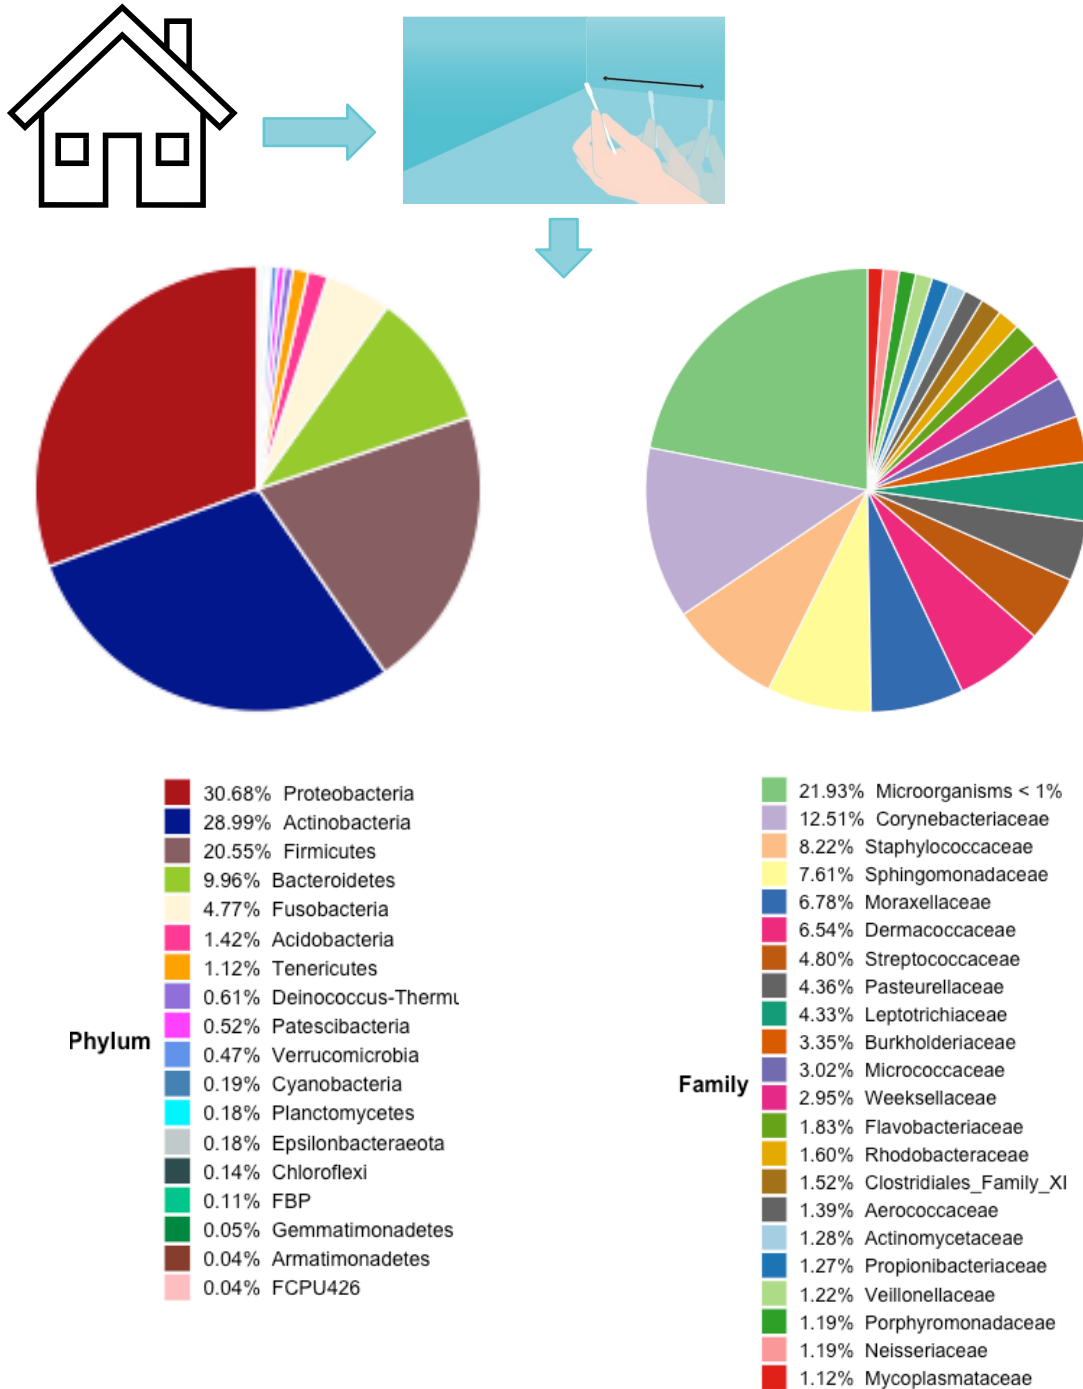 30.68% Proteobacteria
28.99% Actinobacteria
20.55% Firmicutes
9.96% Bacteroidetes
4.77% Fusobacteria
1.42% Acidobacteria
1.12% Tenericutes
0.61% Deinococcus-Thermu
0.52% Patescibacteria
Phylum
0.47% Verrucomicrobia
0.19% Cyanobacteria
0.18% Planctomycetes
0.18% Epsilonbacteraeota
0.14% Chloroflexi
0.11% FBP
0.05% Gemmatimonadetes
0.04% Armatimonadetes
0.04% FCPU426
21.93% Microorganisms < 1%
12.51% Corynebacteriaceae
8.22% Staphylococcaceae
7.61% Sphingomonadaceae
6.78% Moraxellaceae
6.54% Dermacoccaceae
4.80% Streptococcaceae
4.36% Pasteurellaceae
4.33% Leptotrichiaceae
3.35% Burkholderiaceae
3.02% Micrococcaceae
Family
2.95% Weeksellaceae
1.83% Flavobacteriaceae
1.60% Rhodobacteraceae
1.52% Clostridiales_Family_XI
1.39% Aerococcaceae
1.28% Actinomycetaceae
1.27% Propionibacteriaceae
1.22% Veillonellaceae
1.19% Porphyromonadaceae
1.19% Neisseriaceae
1.12% Mycoplasmataceae